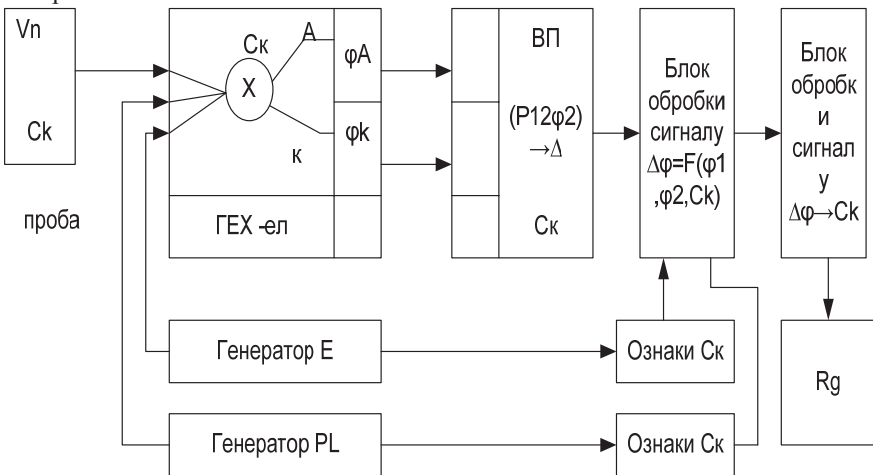 Vn
Ck
проба
Ск
A
X
к
φA
φk
ГЕХ -ел
ВП
(P12φ2)
→Δ
Ск
Блок
обробки
сигналу
Δφ=F(φ1
,φ2,Ck)
Блок
обробк
и
сигнал
у
Δφ→Ck
Генератор E
Ознаки Ск
Rg
Генератор PL
Ознаки Ск